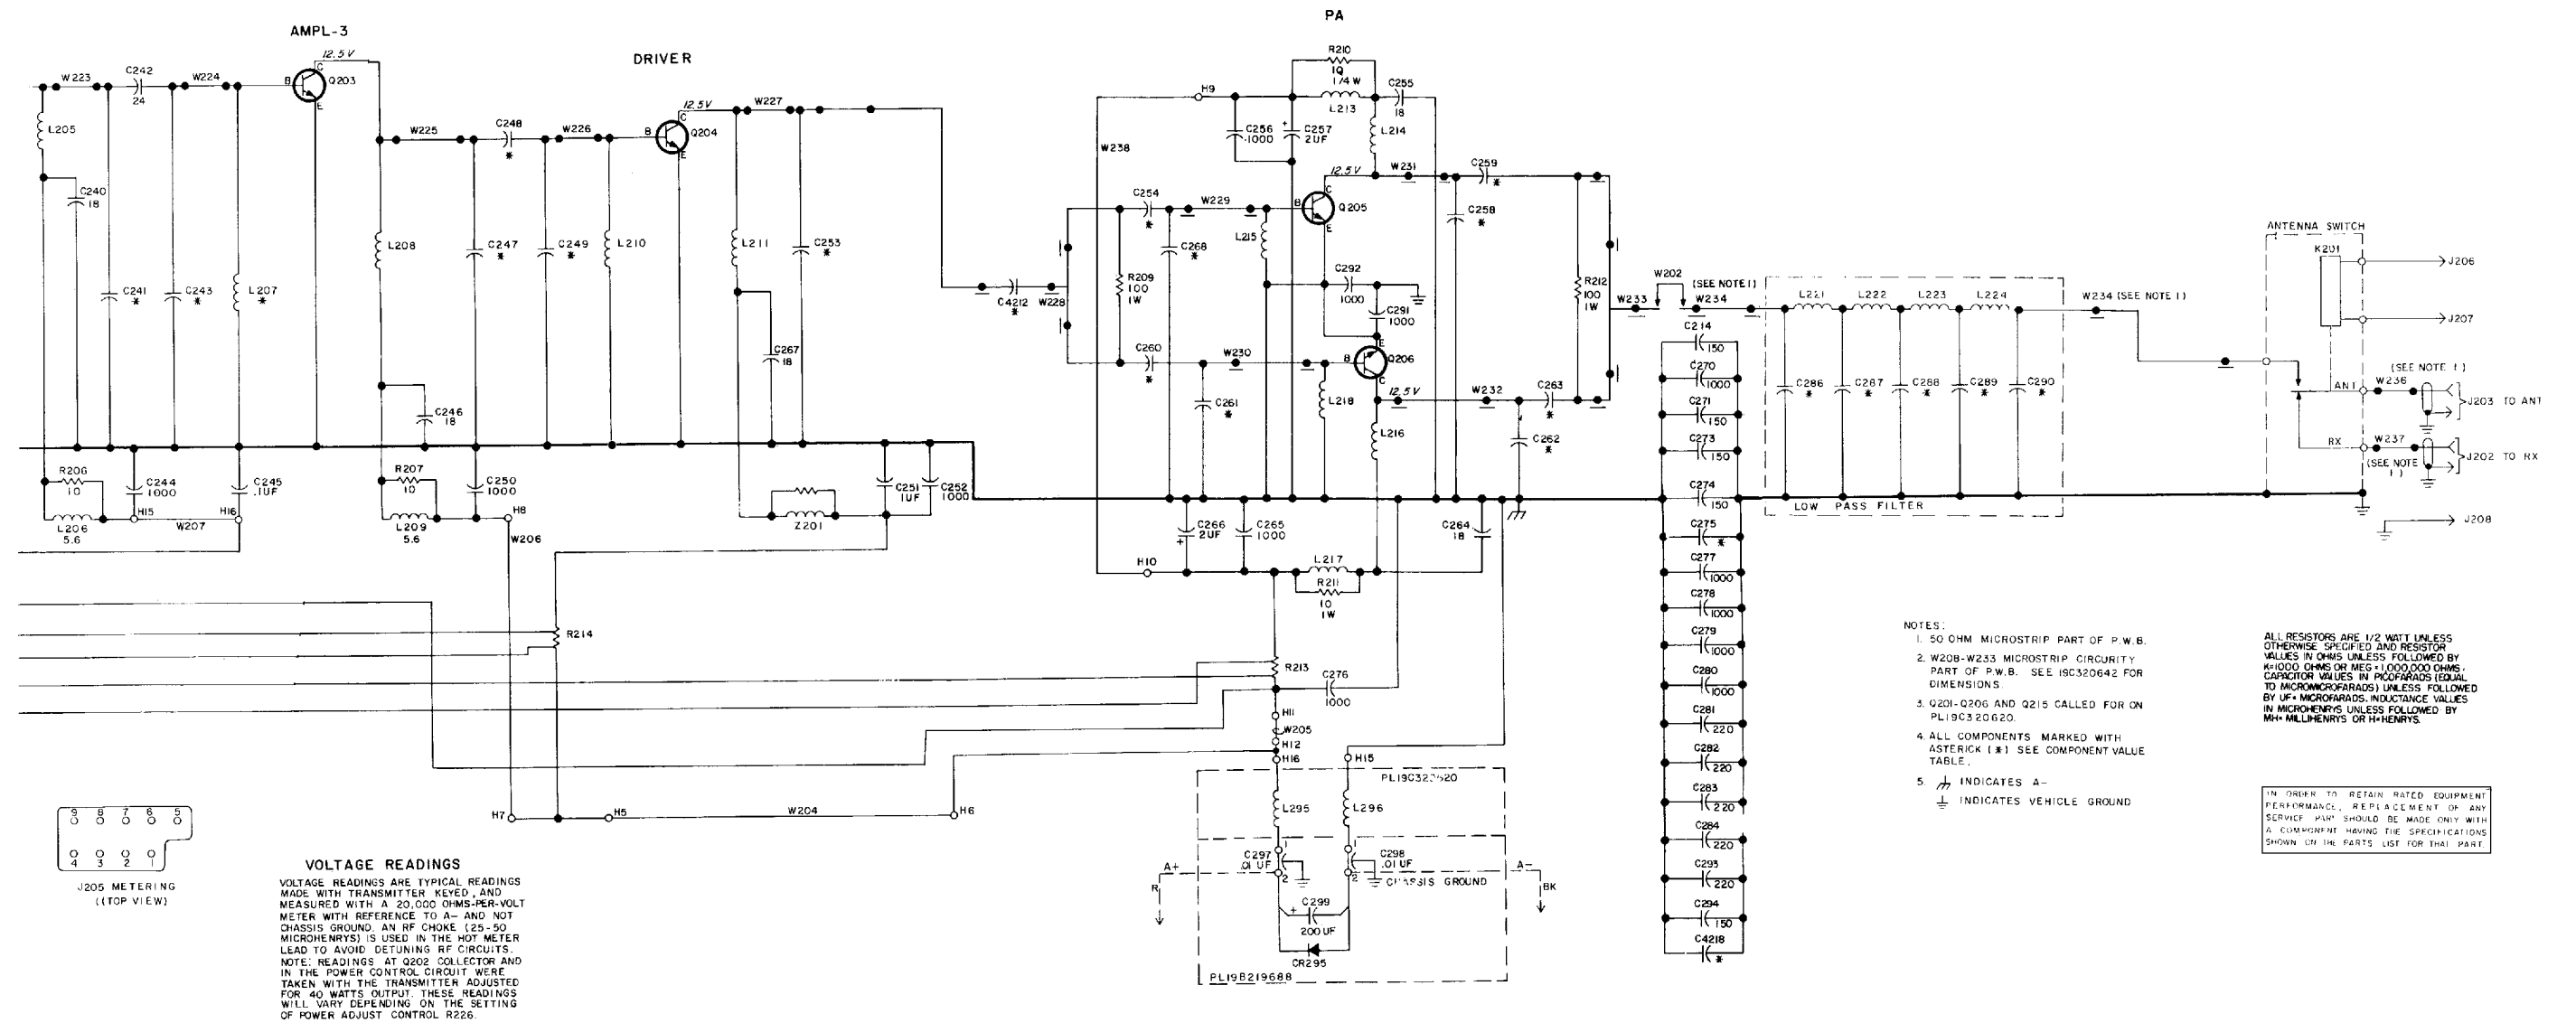 AMPL-3
DRIVER
PA
12.5V
W223
C242
24
W224
B
C
E
Q203
L205
C240
18
C241
*
C243
*
L207
*
R206
10
L206
5.6
C244
1000
H15
W207
H16
C245
.1UF
W225
C248
*
W226
12.5V
W227
B
C
E
Q204
L208
C247
*
C249
*
L210
L211
C253
*
C246
18
C267
18
R207
10
L209
5.6
C250
1000
H8
W206
Z201
C251
1UF
C252
1000
R214
H7
H5
W204
H6
C4212
*
W228
W238
H9
R210
10
1/4W
L213
C255
18
C256
1000
+
C257
2UF
L214
C254
*
W229
12.5V
B
C
E
Q205
W231
C259
*
C258
*
R209
100
1W
C268
*
L215
C292
1000
C291
1000
C260
*
W230
B
E
C
Q206
12.5V
W232
C263
*
C261
*
L218
L216
C262
*
R212
100
1W
W233
C266
2UF
+
C265
1000
C264
18
H10
L217
R211
10
1W
R213
C276
1000
H11
W205
H12
H16
H15
L295
L296
C297
.01 UF
1
2
C298
.01 UF
1
2
CHASSIS GROUND
A+
R
A-
BK
+
C299
200 UF
CR295
PL19B219688
W202
(SEE NOTE 1)
W234
C214
150
C270
1000
C271
150
C273
150
C274
150
C275
*
C277
1000
C278
1000
C279
1000
C280
1000
C281
220
C282
220
C283
220
C284
220
C293
220
C294
150
C4218
*
L221
L222
L223
L224
C286
*
C287
*
C288
*
C289
*
C290
*
LOW PASS FILTER
W234 (SEE NOTE 1)
ANTENNA SWITCH
K201
J206
J207
(SEE NOTE 1)
ANT
W236
J203 TO ANT
RX
W237
(SEE NOTE
1)
J202 TO RX
J208
NOTES:
1. 50 OHM MICROSTRIP PART OF P.W.B.
2. W208-W233 MICROSTRIP CIRCURITY
PART OF P.W.B. SEE 19C320642 FOR
DIMENSIONS.
3. Q201-Q206 AND Q215 CALLED FOR ON
PL19C320620.
4. ALL COMPONENTS MARKED WITH
ASTERICK (*) SEE COMPONENT VALUE
TABLE.
5. INDICATES A-
INDICATES VEHICLE GROUND
ALL RESISTORS ARE 1/2 WATT UNLESS
OTHERWISE SPECIFIED AND RESISTOR
VALUES IN OHMS UNLESS FOLLOWED BY
K=1000 OHMS OR MEG = 1,000,000 OHMS.
CAPACITOR VALUES IN PICOFARADS (EQUAL
TO MICROMICROFARADS) UNLESS FOLLOWED
BY UF= MICROFARADS. INDUCTANCE VALUES
IN MICROHENRYS UNLESS FOLLOWED BY
MH= MILLIHENRYS OR H=HENRYS.
IN ORDER TO RETAIN RATED EQUIPMENT
PERFORMANCE, REPLACEMENT OF ANY
SERVICE PART SHOULD BE MADE ONLY WITH
A COMPONENT HAVING THE SPECIFICATIONS
SHOWN ON THE PARTS LIST FOR THAT PART.
9 8 7 6 5
4 3 2 1
J205 METERING
((TOP VIEW)
VOLTAGE READINGS
VOLTAGE READINGS ARE TYPICAL READINGS
MADE WITH TRANSMITTER KEYED, AND
MEASURED WITH A 20,000 OHMS-PER-VOLT
METER WITH REFERENCE TO A- AND NOT
CHASSIS GROUND. AN RF CHOKE (25-50
MICROHENRYS) IS USED IN THE HOT METER
LEAD TO AVOID DETUNING RF CIRCUITS.
NOTE: READINGS AT Q202 COLLECTOR AND
IN THE POWER CONTROL CIRCUIT WERE
TAKEN WITH THE TRANSMITTER ADJUSTED
FOR 40 WATTS OUTPUT. THESE READINGS
WILL VARY DEPENDING ON THE SETTING
OF POWER ADJUST CONTROL R226.